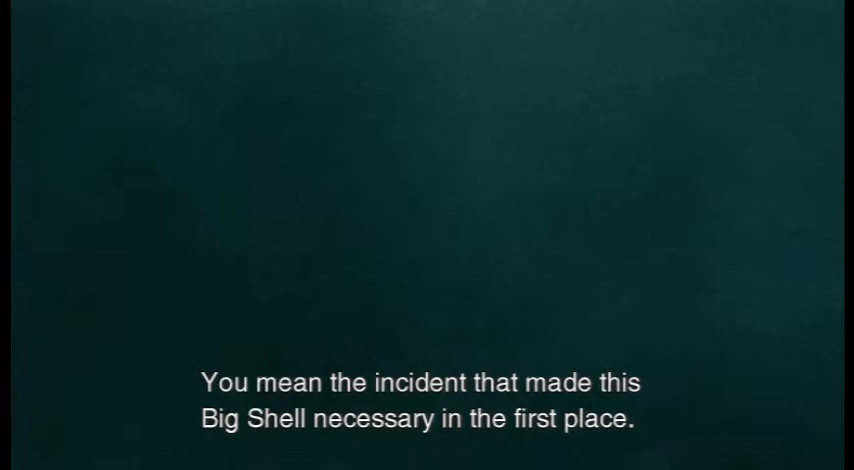 You mean the incident that made this
Big Shell necessary in the first place.